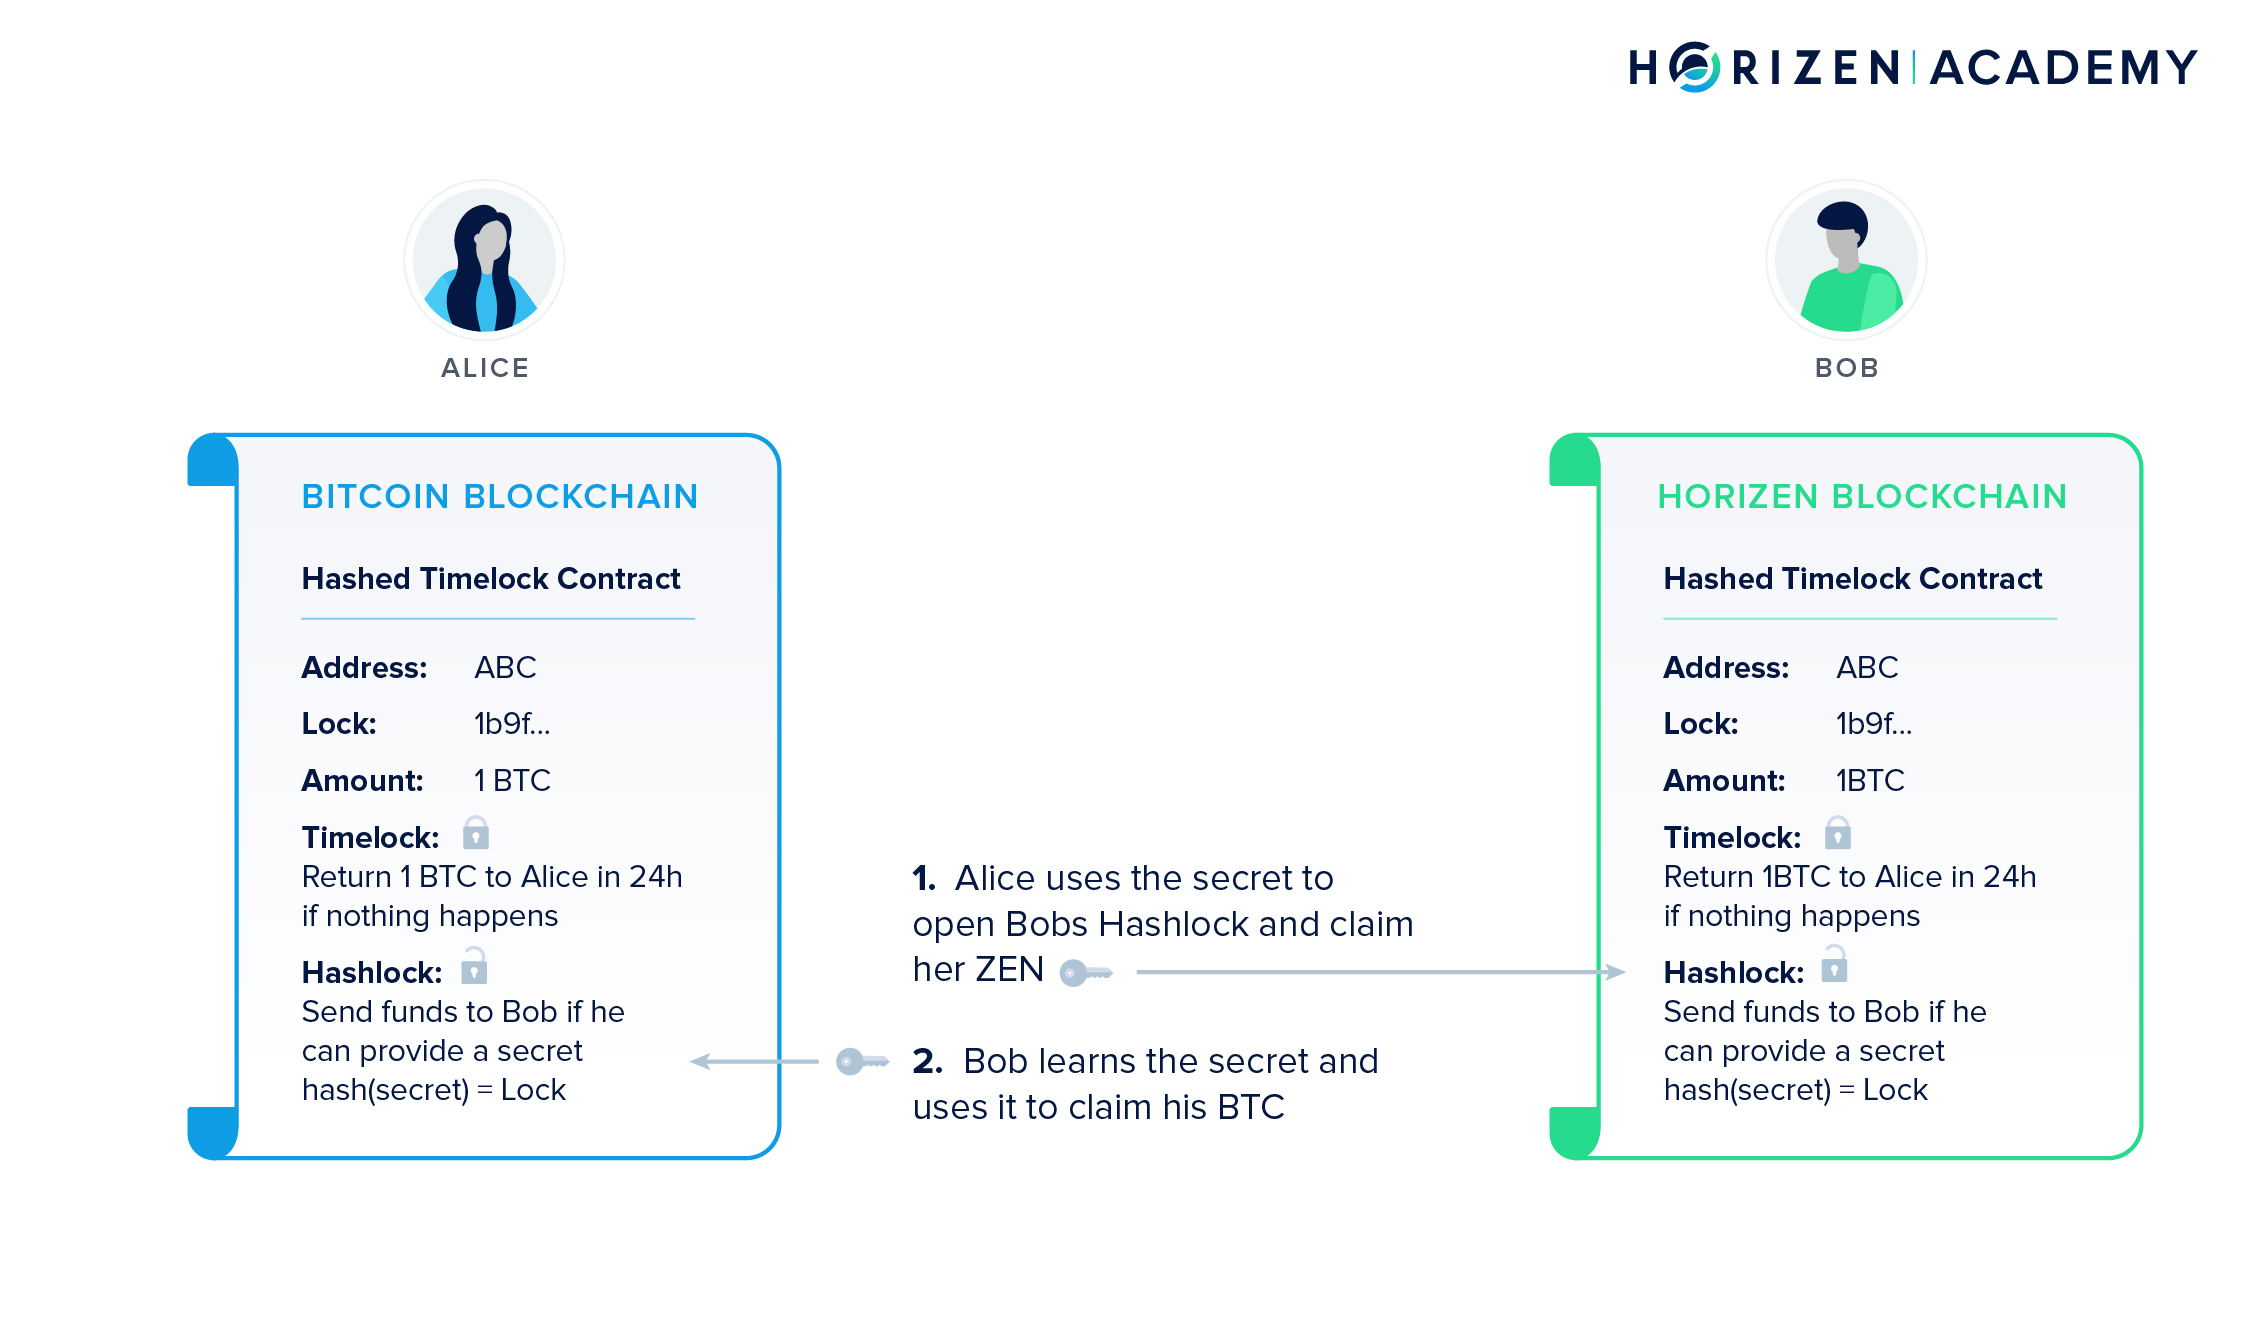 HORIZEN | ACADEMY
ALICE
BOB
BITCOIN BLOCKCHAIN
Hashed Timelock Contract
Address: ABC
Lock: 1b9f...
Amount: 1 BTC
Timelock:
Return 1 BTC to Alice in 24h
if nothing happens
Hashlock:
Send funds to Bob if he
can provide a secret
hash(secret) = Lock
1. Alice uses the secret to
open Bobs Hashlock and claim
her ZEN
2. Bob learns the secret and
uses it to claim his BTC
HORIZEN BLOCKCHAIN
Hashed Timelock Contract
Address: ABC
Lock: 1b9f...
Amount: 1BTC
Timelock:
Return 1BTC to Alice in 24h
if nothing happens
Hashlock:
Send funds to Bob if he
can provide a secret
hash(secret) = Lock